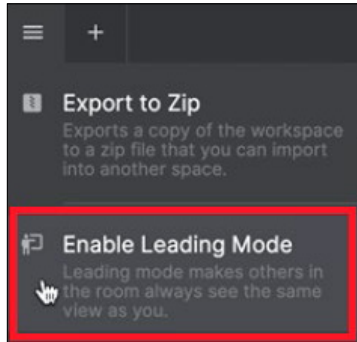 Export to Zip
Exports a copy of the workspace
to a zip file that you can import
into another space.
Enable Leading Mode
Leading mode makes others in
the room always see the same
view as you.